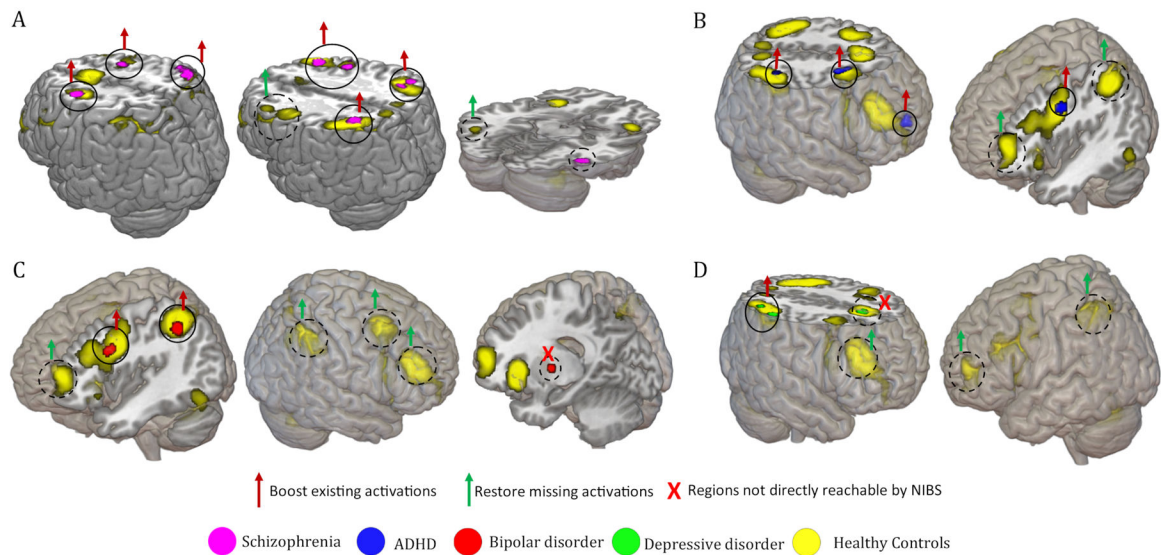 A
B
C
X
D
X
Boost existing activations
Restore missing activations
X Regions not directly reachable by NIBS
Schizophrenia
ADHD
Bipolar disorder
Depressive disorder
Healthy Controls